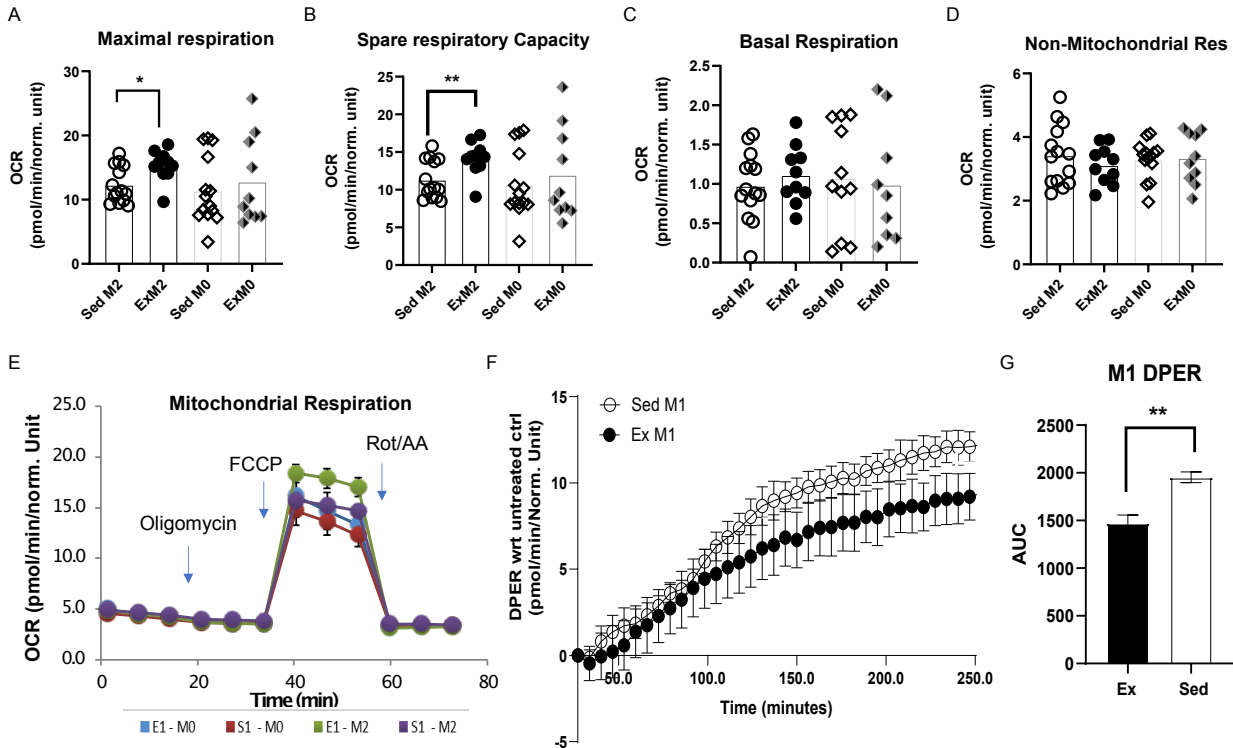 A
Maximal respiration
OCR
(pmol/min/norm. unit)
30
20
10
0
*
Sed M2
ExM2
Sed M0
ExM0
B
Spare respiratory Capacity
OCR
(pmol/min/norm. unit)
25
20
15
10
5
0
**
Sed M2
ExM2
Sed M0
ExM0
C
Basal Respiration
OCR
(pmol/min/norm. unit)
2.5
2.0
1.5
1.0
0.5
0.0
Sed M2
ExM2
Sed M0
ExM0
D
Non-Mitochondrial Res
OCR
(pmol/min/norm. unit)
6
4
2
0
Sed M2
ExM2
Sed M0
ExM0
E
Mitochondrial Respiration
OCR (pmol/min/norm. Unit
25.0
20.0
15.0
10.0
5.0
0.0
Oligomycin
FCCP
Rot/AA
0
20
40
60
80
Time (min)
E1 - M0
S1 - M0
E1 - M2
S1 - M2
F
Sed M1
Ex M1
DPER wrt untreated ctrl
(pmol/min/Norm. Unit)
15
10
5
0
-5
50.0
100.0
150.0
200.0
250.0
Time (minutes)
G
M1 DPER
**
AUC
2500
2000
1500
1000
500
0
Ex
Sed